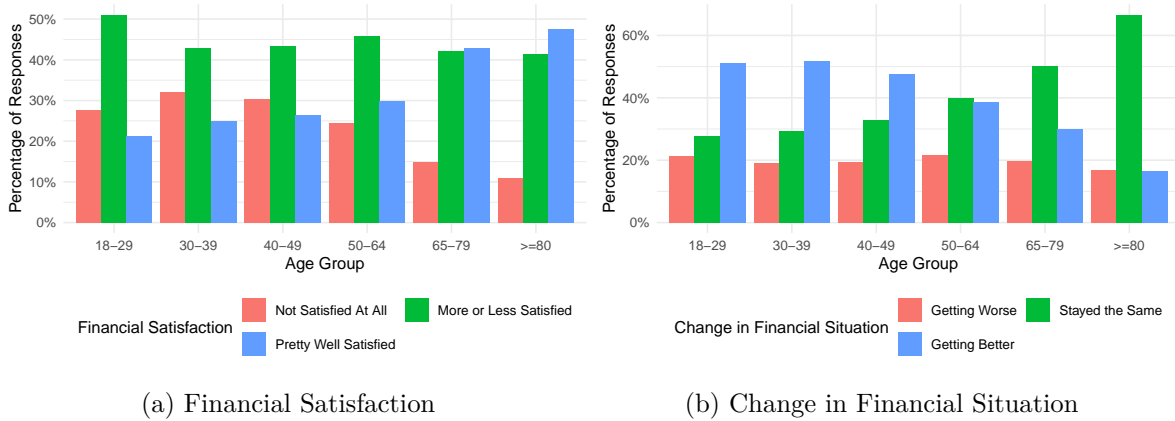 50%
40%
30%
20%
10%
0%
Percentage of Responses
18−29 30−39 40−49 50−64 65−79 >=80
Age Group
Financial Satisfaction
Not Satisfied At All
More or Less Satisfied
Pretty Well Satisfied
(a) Financial Satisfaction
60%
40%
20%
0%
Percentage of Responses
18−29 30−39 40−49 50−64 65−79 >=80
Age Group
Change in Financial Situation
Getting Worse
Stayed the Same
Getting Better
(b) Change in Financial Situation